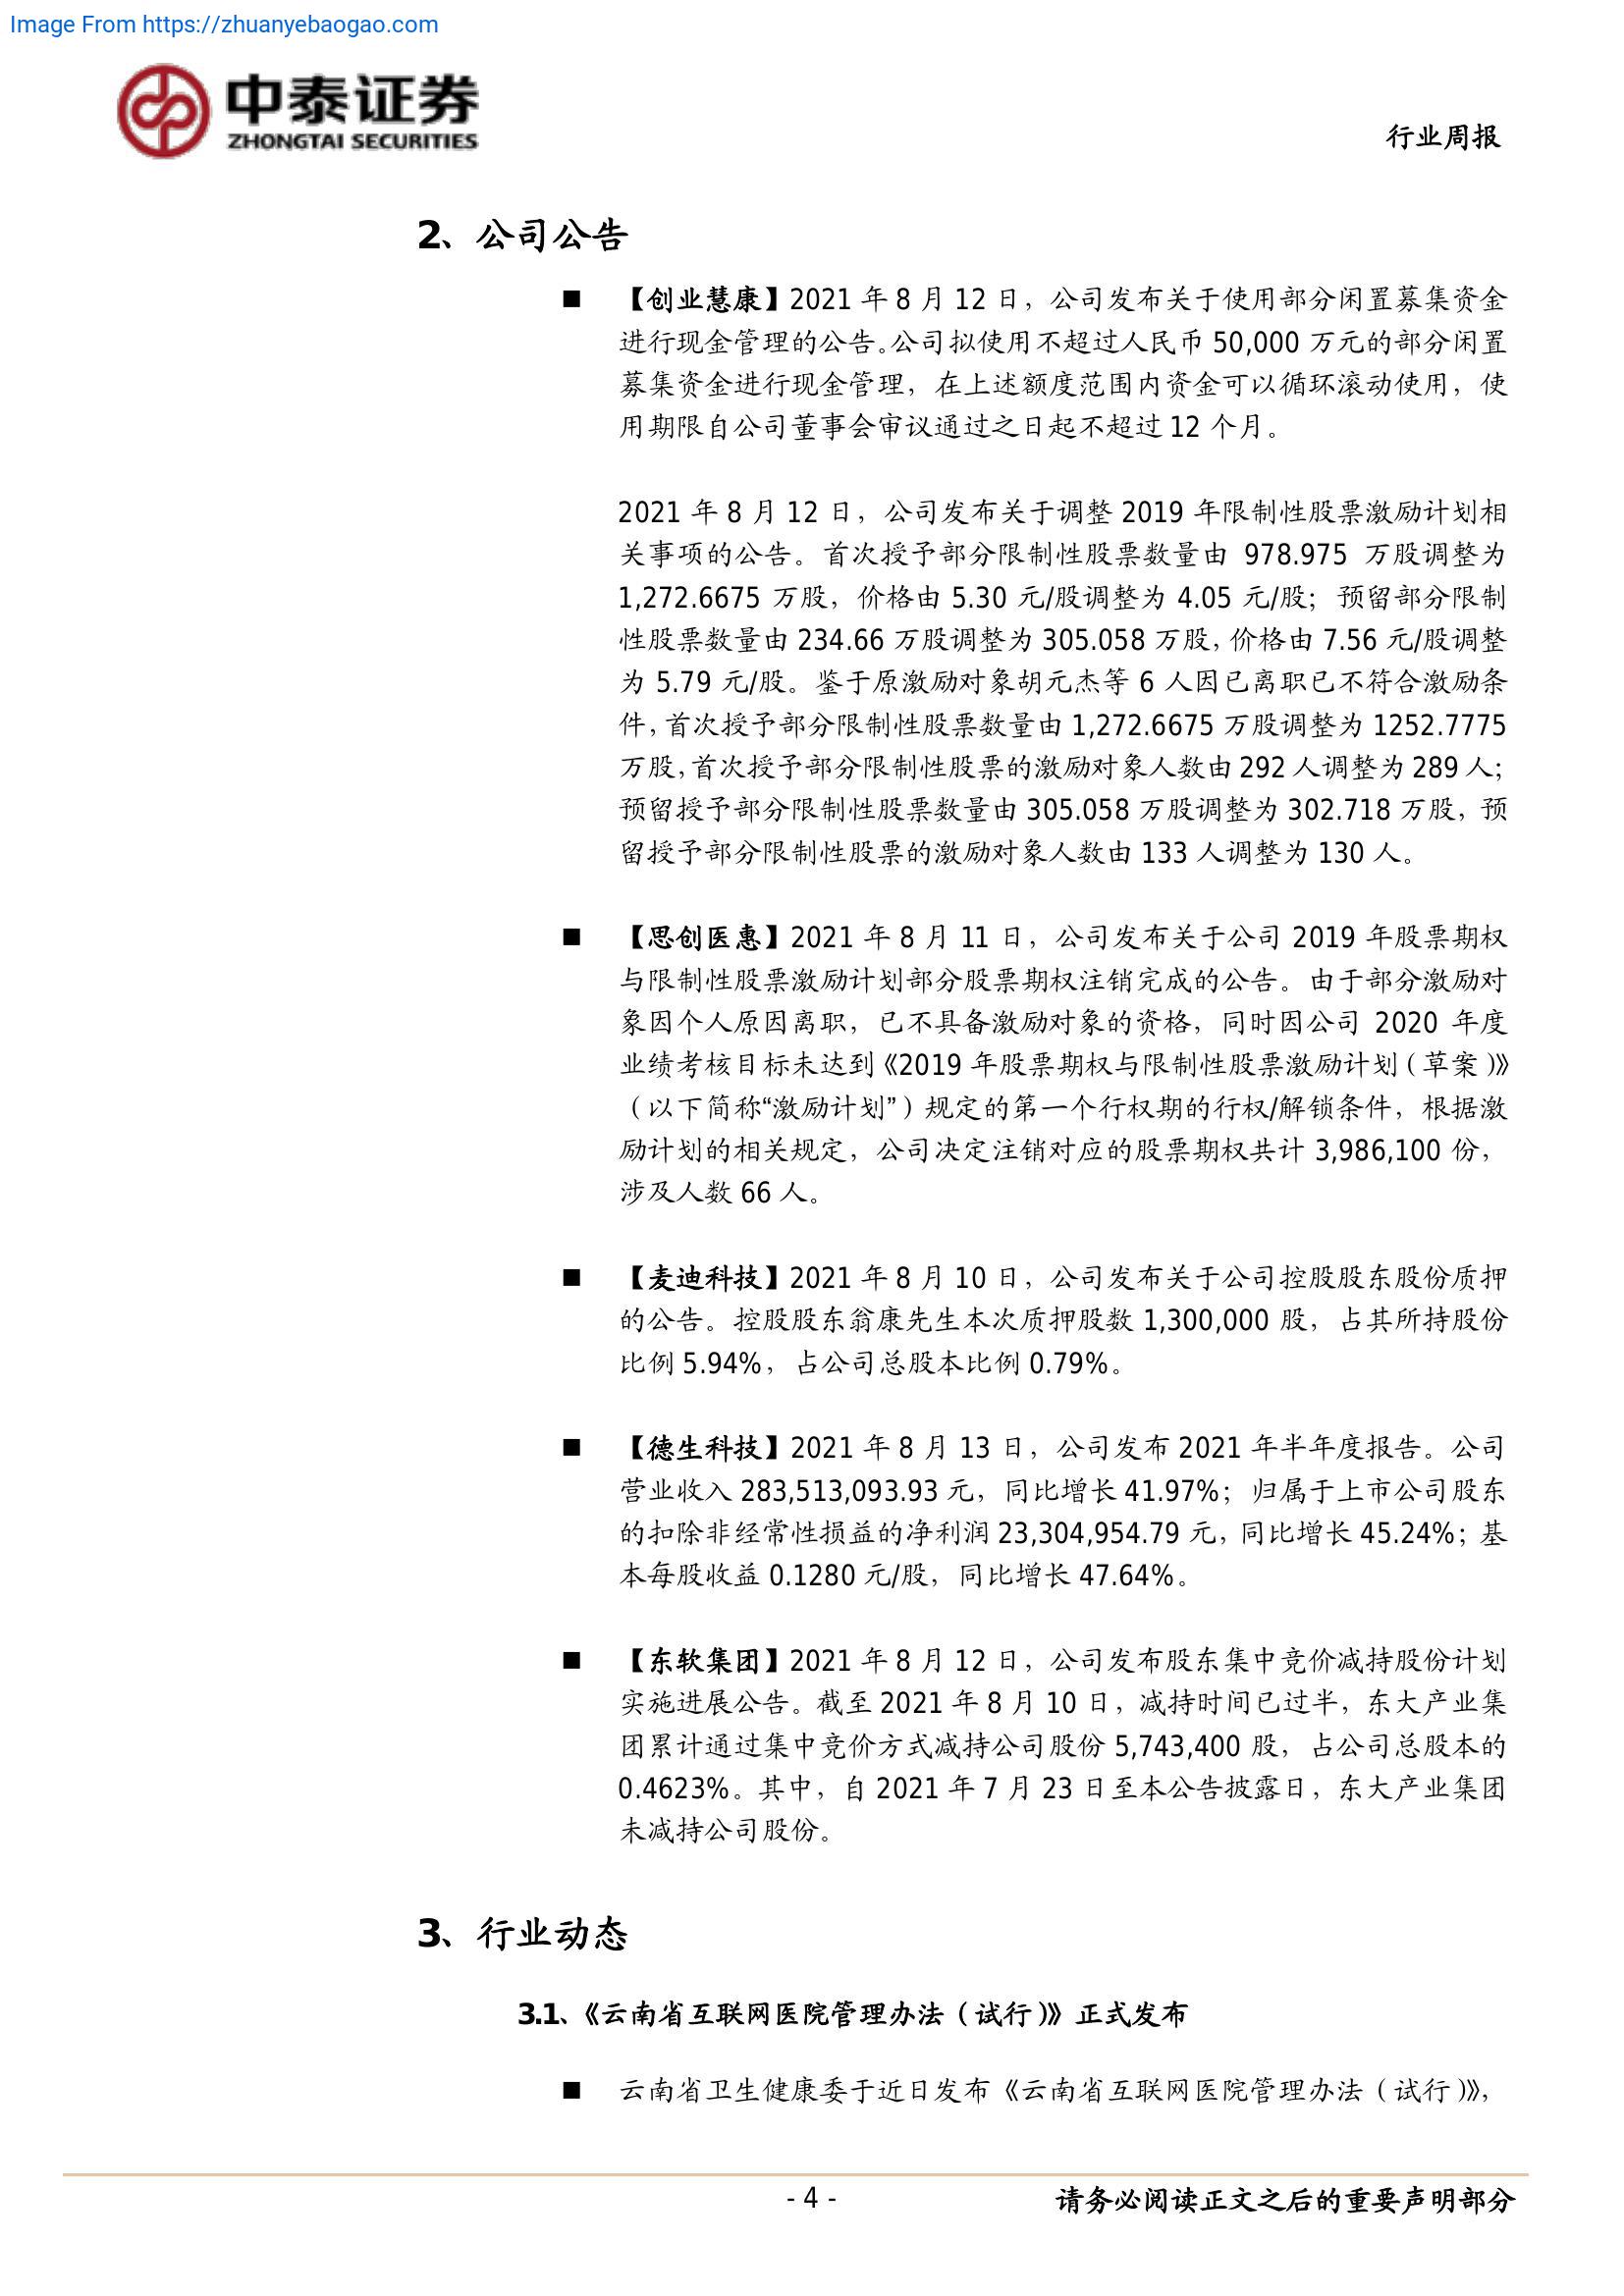 Image From https://zhuanyebaogao.com
中泰证券
ZHONGTAI SECURITIES
行业周报
2、公司公告
■ 【创业慧康】2021 年 8 月 12 日，公司发布关于使用部分闲置募集资金
进行现金管理的公告。公司拟使用不超过人民币 50,000 万元的部分闲置
募集资金进行现金管理，在上述额度范围内资金可以循环滚动使用，使
用期限自公司董事会审议通过之日起不超过 12 个月。
2021 年 8 月 12 日，公司发布关于调整 2019 年限制性股票激励计划相
关事项的公告。首次授予部分限制性股票数量由 978.975 万股调整为
1,272.6675 万股，价格由 5.30 元/股调整为 4.05 元/股；预留部分限制
性股票数量由 234.66 万股调整为 305.058 万股，价格由 7.56 元/股调整
为 5.79 元/股。鉴于原激励对象胡元杰等 6 人因已离职已不符合激励条
件，首次授予部分限制性股票数量由 1,272.6675 万股调整为 1252.7775
万股，首次授予部分限制性股票的激励对象人数由 292 人调整为 289 人；
预留授予部分限制性股票数量由 305.058 万股调整为 302.718 万股，预
留授予部分限制性股票的激励对象人数由 133 人调整为 130 人。
■ 【思创医惠】2021 年 8 月 11 日，公司发布关于公司 2019 年股票期权
与限制性股票激励计划部分股票期权注销完成的公告。由于部分激励对
象因个人原因离职，已不具备激励对象的资格，同时因公司 2020 年度
业绩考核目标未达到《2019 年股票期权与限制性股票激励计划（草案）》
（以下简称“激励计划”）规定的第一个行权期的行权/解锁条件，根据激
励计划的相关规定，公司决定注销对应的股票期权共计 3,986,100 份，
涉及人数 66 人。
■ 【麦迪科技】2021 年 8 月 10 日，公司发布关于公司控股股东股份质押
的公告。控股股东翁康先生本次质押股数 1,300,000 股，占其所持股份
比例 5.94%，占公司总股本比例 0.79%。
■ 【德生科技】2021 年 8 月 13 日，公司发布 2021 年半年度报告。公司
营业收入 283,513,093.93 元，同比增长 41.97%；归属于上市公司股东
的扣除非经常性损益的净利润 23,304,954.79 元，同比增长 45.24%；基
本每股收益 0.1280 元/股，同比增长 47.64%。
■ 【东软集团】2021 年 8 月 12 日，公司发布股东集中竞价减持股份计划
实施进展公告。截至 2021 年 8 月 10 日，减持时间已过半，东大产业集
团累计通过集中竞价方式减持公司股份 5,743,400 股，占公司总股本的
0.4623%。其中，自 2021 年 7 月 23 日至本公告披露日，东大产业集团
未减持公司股份。
3、行业动态
3.1、《云南省互联网医院管理办法（试行）》正式发布
■ 云南省卫生健康委于近日发布《云南省互联网医院管理办法（试行）》，
- 4 -
请务必阅读正文之后的重要声明部分